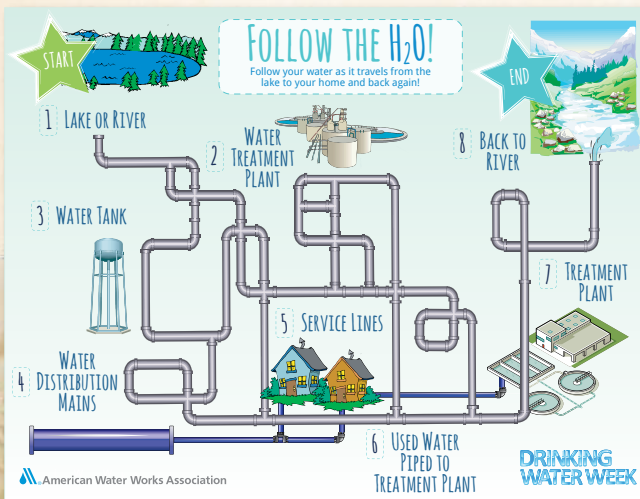 START
FOLLOW THE H₂O!
Follow your water as it travels from the
lake to your home and back again!
END
1 LAKE OR RIVER
2 WATER
TREATMENT
PLANT
8 BACK TO
RIVER
3 WATER TANK
7 TREATMENT
PLANT
5 SERVICE LINES
4 WATER
DISTRIBUTION
MAINS
6 USED WATER
PIPED TO
TREATMENT PLANT
American Water Works Association
DRINKING
WATER WEEK